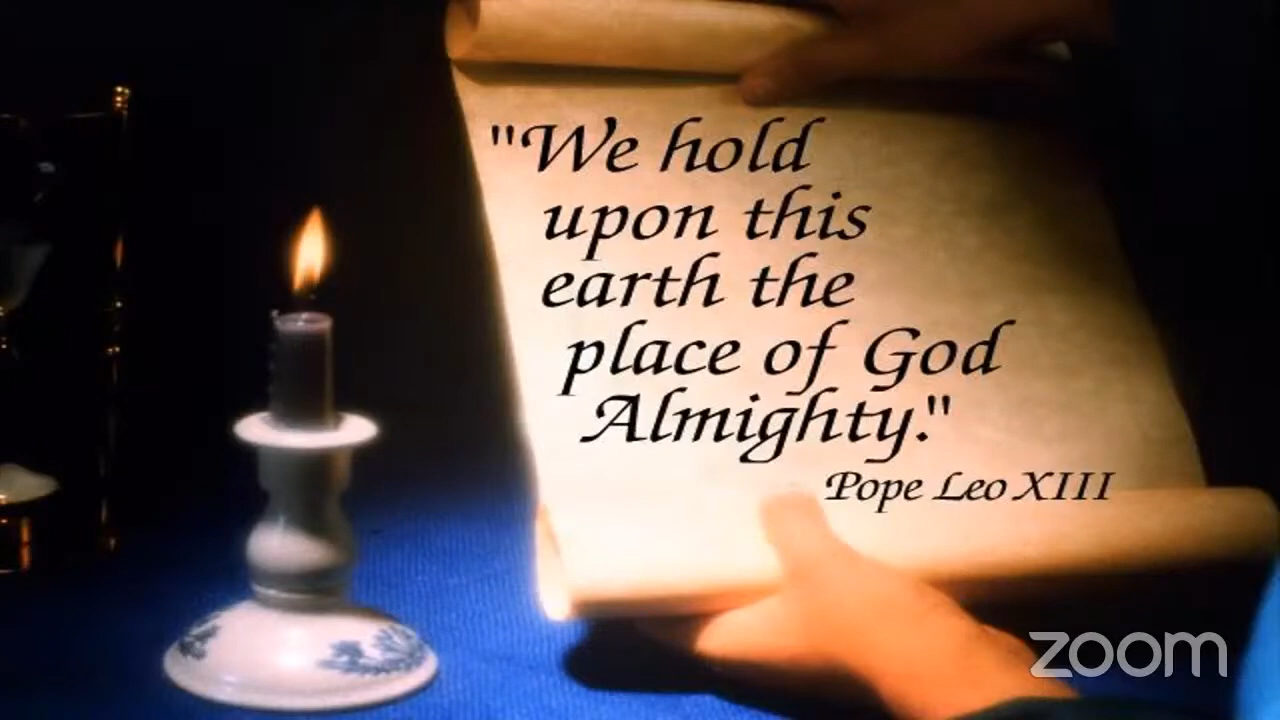 "We hold
upon this
earth the
place of God
Almighty."
Pope Leo XIII
zoom